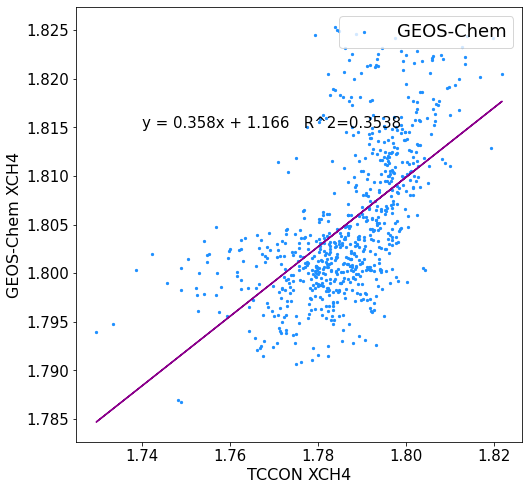 GEOS-Chem
y = 0.358x + 1.166 R^2=0.3538
GEOS-Chem XCH4
1.825
1.820
1.815
1.810
1.805
1.800
1.795
1.790
1.785
1.74 1.76 1.78 1.80 1.82
TCCON XCH4